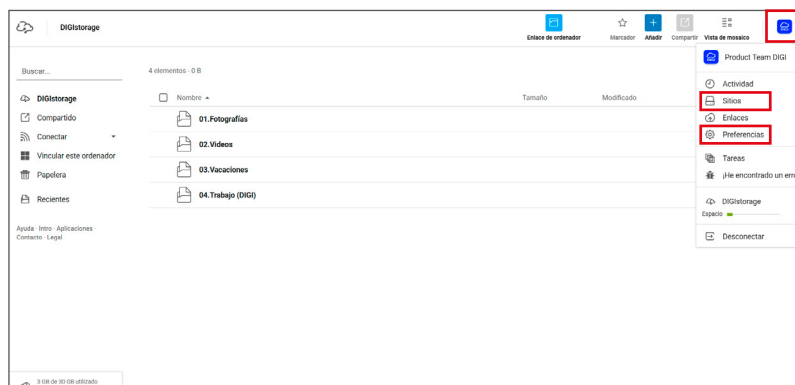 DIGIstorage
Enlace de ordenador
Marcador
Añadir
Compartir
Vista de mosaico
Buscar...
DIGIstorage
Compartido
Conectar
Vincular este ordenador
Papelera
Recientes
Ayuda · Intro · Aplicaciones ·
Contacto · Legal
3 GB de 30 GB utilizado
4 elementos · 0 B
Nombre
Tamaño
Modificado
01.Fotografías
02.Videos
03.Vacaciones
04.Trabajo (DIGI)
Product Team DIGI
Actividad
Sitios
Enlaces
Preferencias
Tareas
¡He encontrado un erro
DIGIstorage
Espacio
Desconectar